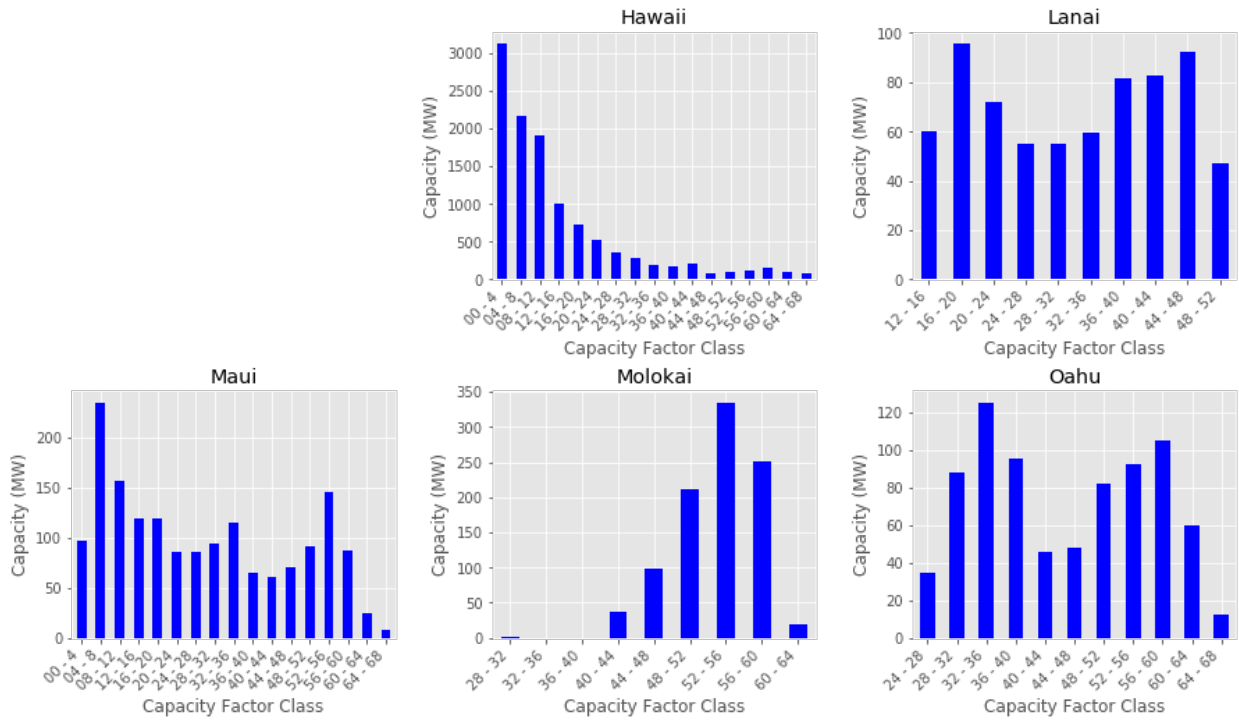 Hawaii
3000
2500
2000
1500
1000
500
0
Capacity (MW)
00 - 4
04 - 8
08 - 12
12 - 16
16 - 20
20 - 24
24 - 28
28 - 32
32 - 36
36 - 40
40 - 44
44 - 48
48 - 52
52 - 56
56 - 60
60 - 64
64 - 68
Capacity Factor Class
Lanai
100
80
60
40
20
0
Capacity (MW)
12 - 16
16 - 20
20 - 24
24 - 28
28 - 32
32 - 36
36 - 40
40 - 44
44 - 48
48 - 52
Capacity Factor Class
Maui
200
150
100
50
0
Capacity (MW)
00 - 4
04 - 8
08 - 12
12 - 16
16 - 20
20 - 24
24 - 28
28 - 32
32 - 36
36 - 40
40 - 44
44 - 48
48 - 52
52 - 56
56 - 60
60 - 64
64 - 68
Capacity Factor Class
Molokai
350
300
250
200
150
100
50
0
Capacity (MW)
28 - 32
32 - 36
36 - 40
40 - 44
44 - 48
48 - 52
52 - 56
56 - 60
60 - 64
Capacity Factor Class
Oahu
120
100
80
60
40
20
0
Capacity (MW)
24 - 28
28 - 32
32 - 36
36 - 40
40 - 44
44 - 48
48 - 52
52 - 56
56 - 60
60 - 64
64 - 68
Capacity Factor Class